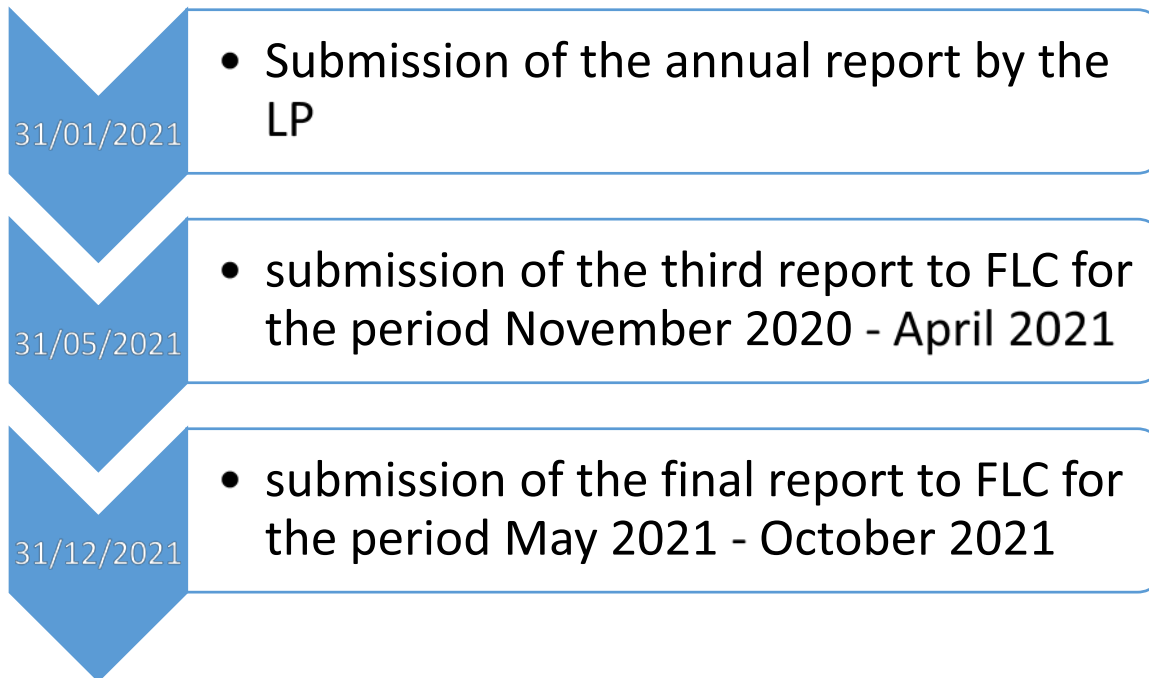 31/01/2021
• Submission of the annual report by the
LP
31/05/2021
• submission of the third report to FLC for
the period November 2020 - April 2021
31/12/2021
• submission of the final report to FLC for
the period May 2021 - October 2021